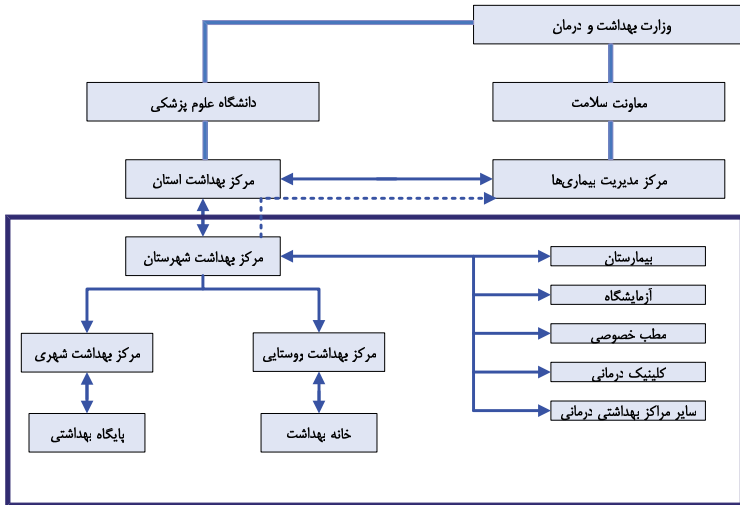 وزارت بهداشت و درمان
معاونت سلامت
دانشگاه علوم پزشکی
مرکز مدیریت بیماری‌ها
مرکز بهداشت استان
مرکز بهداشت شهرستان
بیمارستان
آزمایشگاه
مطب خصوصی
کلینیک درمانی
سایر مراکز بهداشتی درمانی
مرکز بهداشت روستایی
مرکز بهداشت شهری
خانه بهداشت
پایگاه بهداشتی